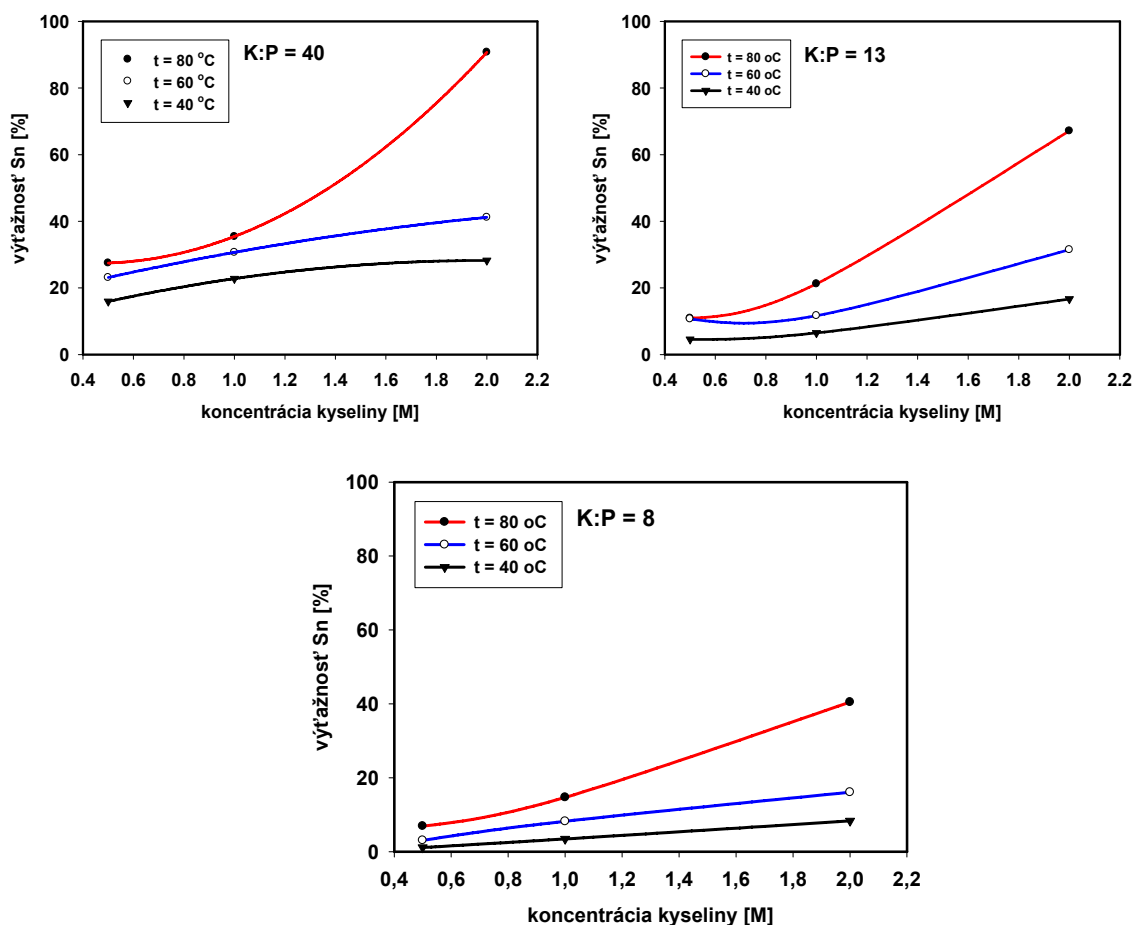 100
80
60
40
20
0
výťažnosť Sn [%]
t = 80 °C
t = 60 °C
t = 40 °C
K:P = 40
0.4 0.6 0.8 1.0 1.2 1.4 1.6 1.8 2.0 2.2
koncentrácia kyseliny [M]
100
80
60
40
20
0
výťažnosť Sn [%]
t = 80 oC
t = 60 oC
t = 40 oC
K:P = 13
0.4 0.6 0.8 1.0 1.2 1.4 1.6 1.8 2.0 2.2
koncentrácia kyseliny [M]
100
80
60
40
20
0
výťažnosť Sn [%]
t = 80 oC
t = 60 oC
t = 40 oC
K:P = 8
0,4 0,6 0,8 1,0 1,2 1,4 1,6 1,8 2,0 2,2
koncentrácia kyseliny [M]